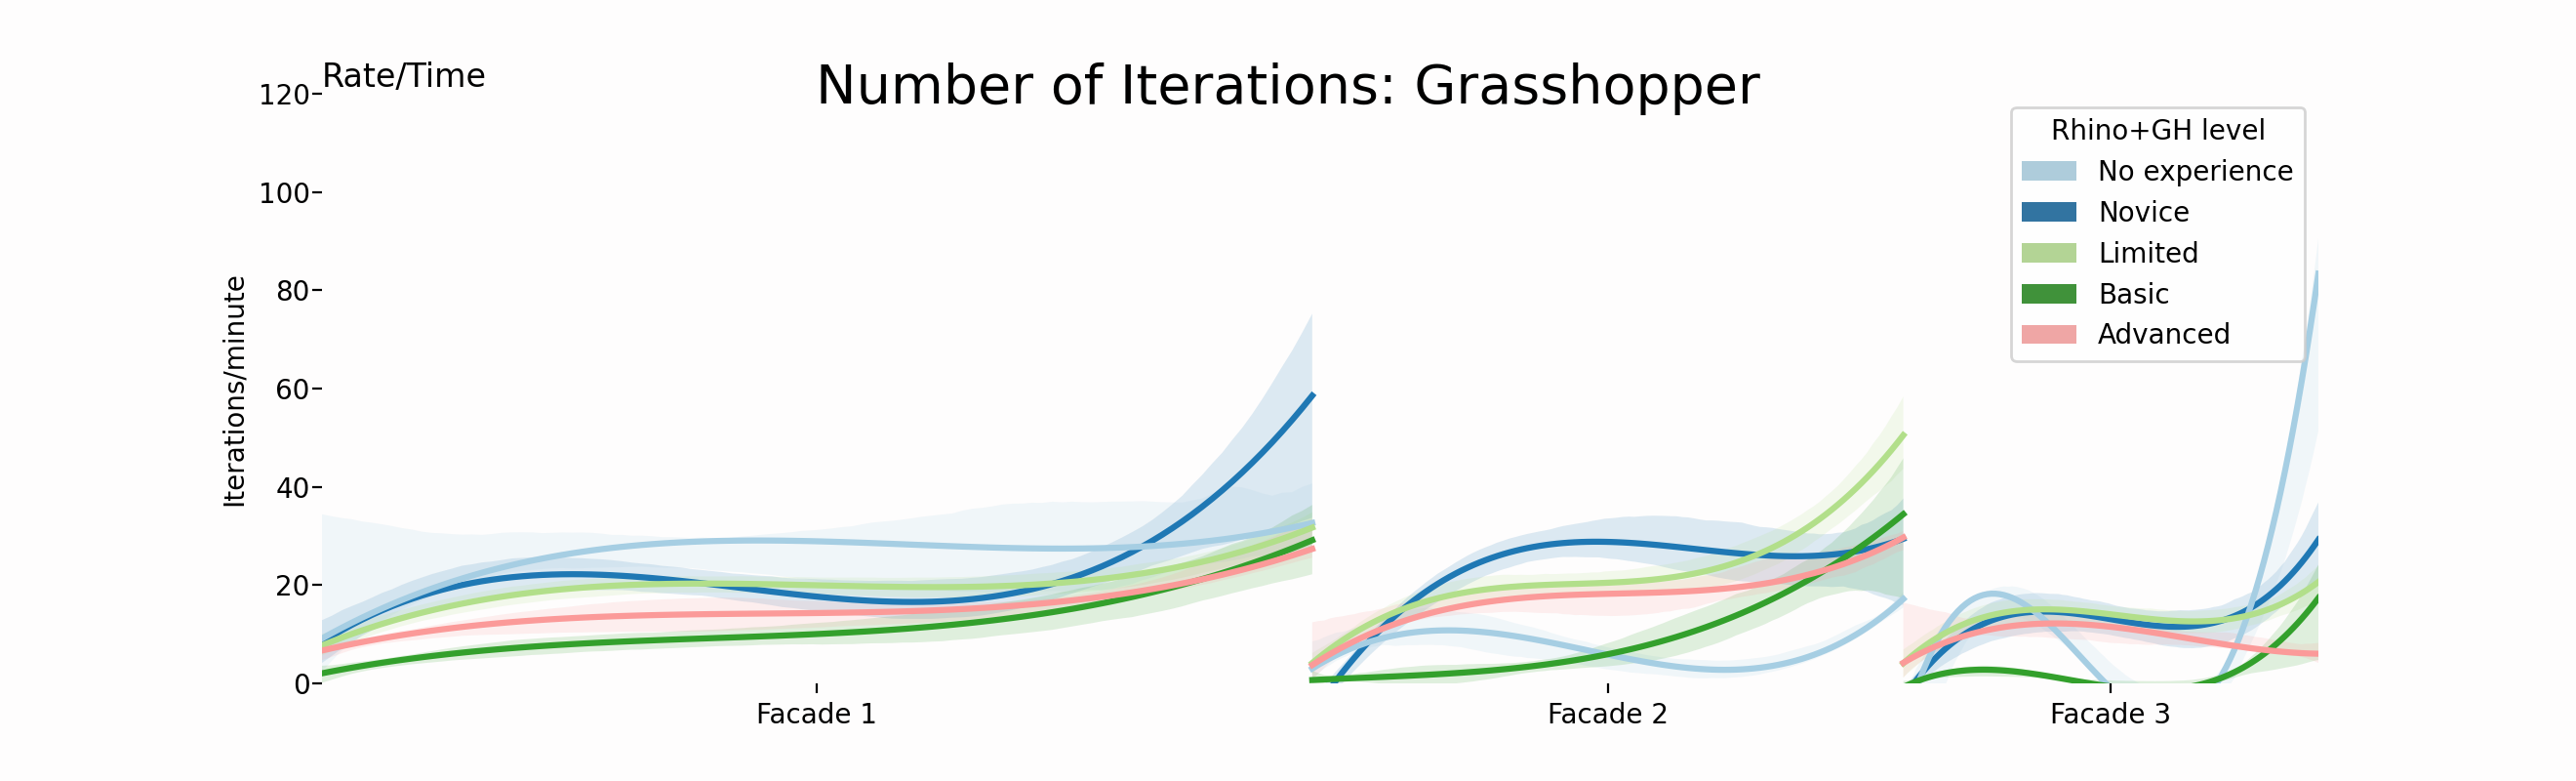 Rate/Time
Number of Iterations: Grasshopper
Iterations/minute
120
100
80
60
40
20
0
Rhino+GH level
No experience
Novice
Limited
Basic
Advanced
Facade 1
Facade 2
Facade 3